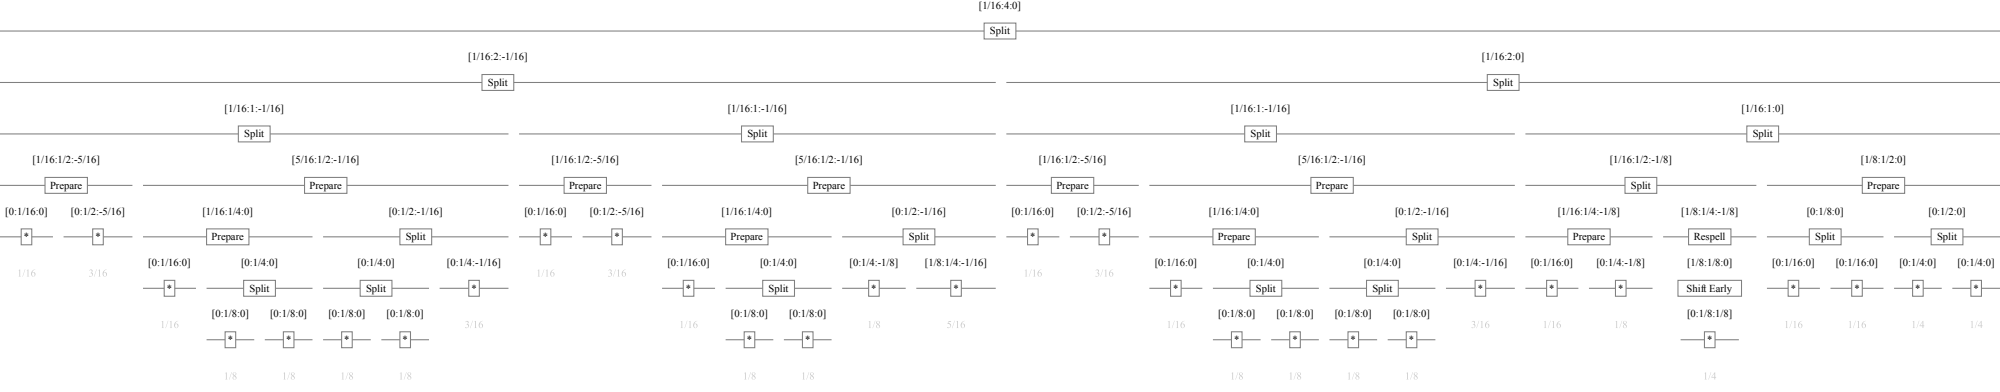 [1/16:4:0]
Split
[1/16:2:-1/16] [1/16:2:0]
Split Split
[1/16:1:-1/16] [1/16:1:-1/16] [1/16:1:-1/16] [1/16:1:0]
Split Split Split Split
[1/16:1/2:-5/16] [5/16:1/2:-1/16] [1/16:1/2:-5/16] [5/16:1/2:-1/16] [1/16:1/2:-5/16] [5/16:1/2:-1/16] [1/16:1/2:-1/8] [1/8:1/2:0]
Prepare Prepare Prepare Prepare Prepare Prepare Split Prepare
[0:1/16:0] [0:1/2:-5/16] [1/16:1/4:0] [0:1/2:-1/16] [0:1/16:0] [0:1/2:-5/16] [1/16:1/4:0] [0:1/2:-1/16] [0:1/16:0] [0:1/2:-5/16] [1/16:1/4:0] [0:1/2:-1/16] [1/16:1/4:-1/8] [1/8:1/4:-1/8] [0:1/8:0] [0:1/2:0]
* * Prepare Split * * Prepare Split * * Prepare Split Prepare Respell Split Split
1/16 3/16 [0:1/16:0] [0:1/4:0] [0:1/4:0] [0:1/4:-1/16] 1/16 3/16 [0:1/16:0] [0:1/4:0] [0:1/4:-1/8] [1/8:1/4:-1/16] 1/16 3/16 [0:1/16:0] [0:1/4:0] [0:1/4:0] [0:1/4:-1/16] [0:1/16:0] [0:1/4:-1/8] [1/8:1/8:0] [0:1/16:0] [0:1/16:0] [0:1/4:0] [0:1/4:0]
* Split Split * * Split * * * Split Split * * * Shift Early * * * *
1/16 [0:1/8:0] [0:1/8:0] [0:1/8:0] [0:1/8:0] 3/16 1/16 [0:1/8:0] [0:1/8:0] 1/8 5/16 1/16 [0:1/8:0] [0:1/8:0] [0:1/8:0] [0:1/8:0] 3/16 1/16 1/8 [0:1/8:1/8] 1/16 1/16 1/4 1/4
* * * * * * * * * * *
1/8 1/8 1/8 1/8 1/8 1/8 1/8 1/8 1/8 1/8 1/4